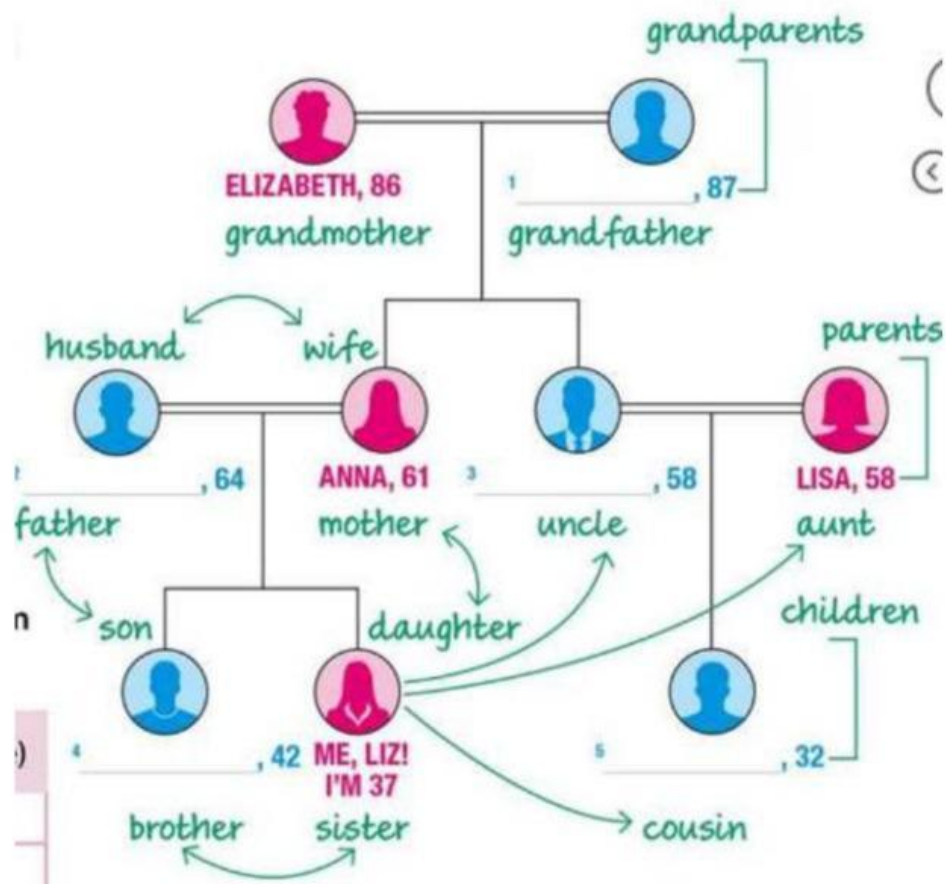 grandparents
ELIZABETH, 86
1 , 87
grandmother
grandfather
husband
wife
parents
2 , 64
ANNA, 61
3 , 58
LISA, 58
father
mother
uncle
aunt
son
daughter
children
4 , 42
ME, LIZ!
I'M 37
5 , 32
brother
sister
cousin